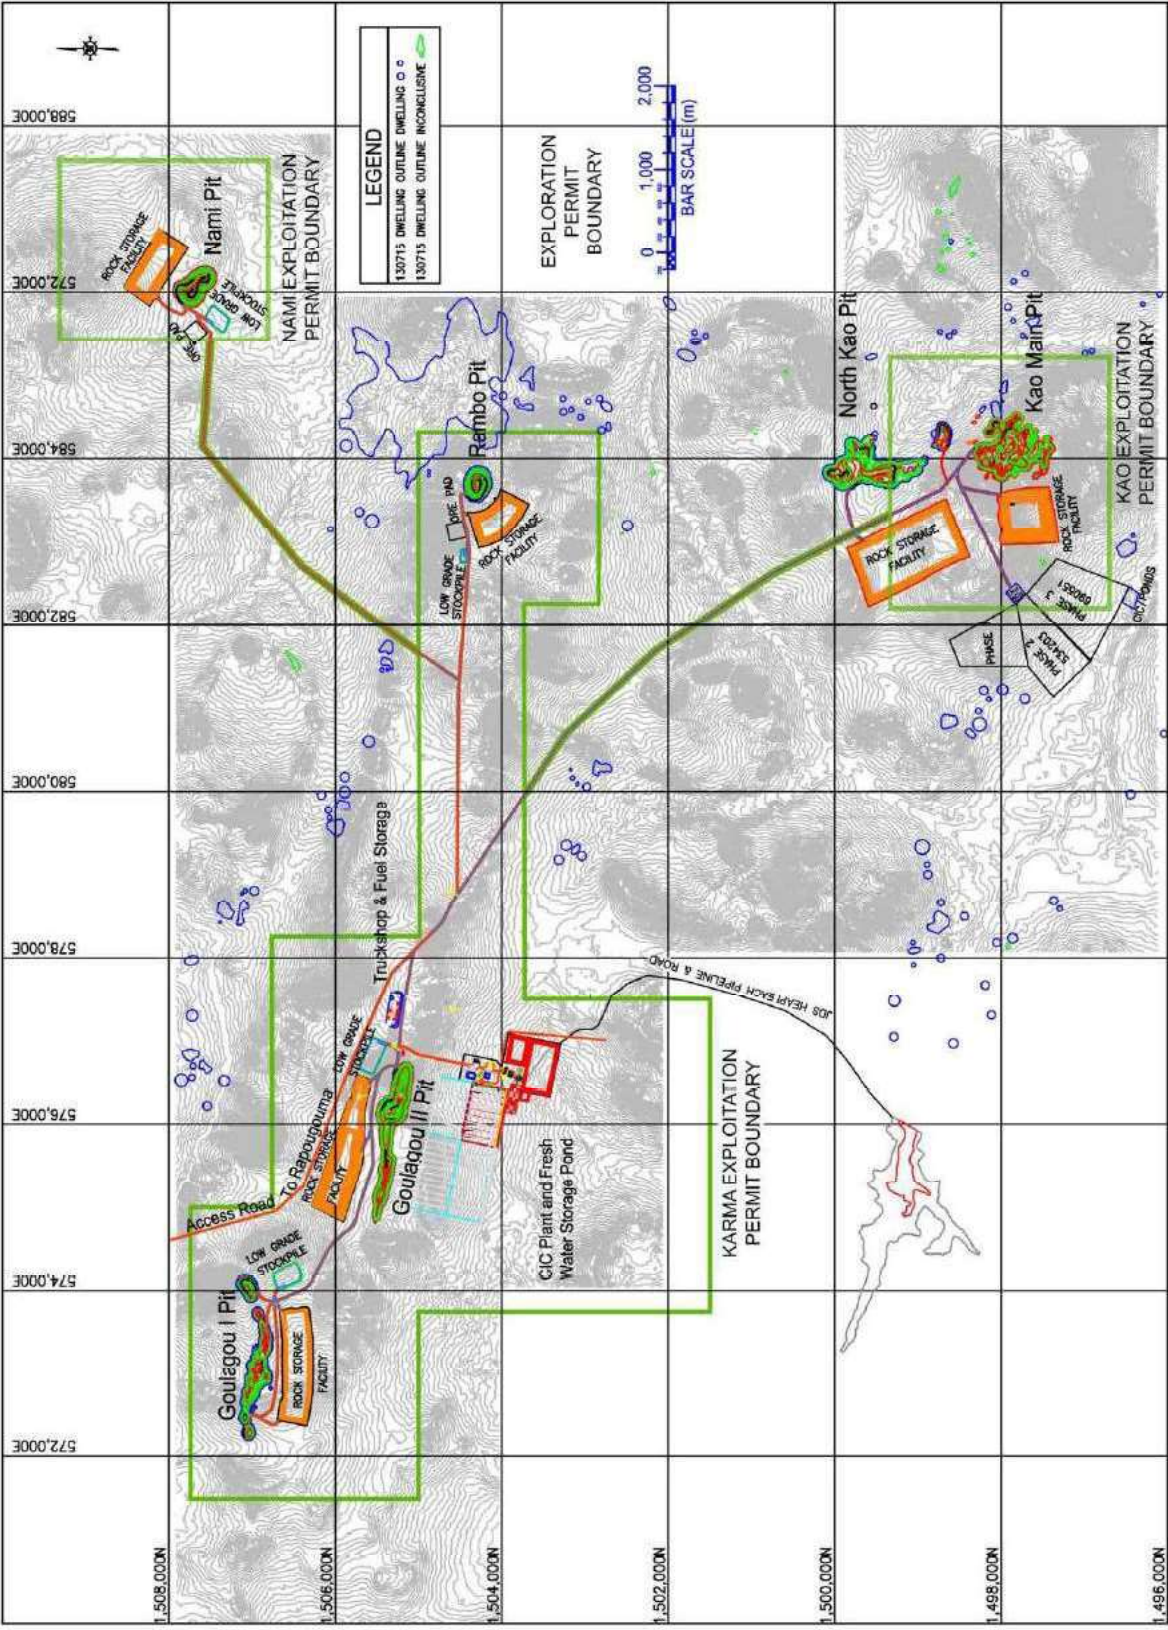 588,000E
572,000E
584,000E
582,000E
580,000E
578,000E
576,000E
574,000E
572,000E
1,508,000N
1,506,000N
1,504,000N
1,502,000N
1,500,000N
1,498,000N
1,496,000N
LEGEND
130715 DWELLING OUTLINE DWELLING
130715 DWELLING OUTLINE INCONCLUSIVE
EXPLORATION
PERMIT
BOUNDARY
0 1,000 2,000
BAR SCALE (m)
ROCK STORAGE
FACILITY
Nami Pit
LOW GRADE
STOCKPILE
ORE PAD
NAMI EXPLOITATION
PERMIT BOUNDARY
Rambo Pit
ORE PAD
LOW GRADE
STOCKPILE
ROCK STORAGE
FACILITY
North Kao Pit
Kao Main Pit
ROCK STORAGE
FACILITY
ROCK STORAGE
FACILITY
KAO EXPLOITATION
PERMIT BOUNDARY
PHASE
PHASE 2
534203
PHASE 3
690551
CIC/PONDS
Truckshop & Fuel Storage
LOW GRADE
STOCKPILE
To Rapougouma
Access Road
ROCK STORAGE
FACILITY
Goulagou II Pit
LOW GRADE
STOCKPILE
Goulagou I Pit
ROCK STORAGE
FACILITY
CIC Plant and Fresh
Water Storage Pond
KARMA EXPLOITATION
PERMIT BOUNDARY
JDS HEAPLEACH PIPELINE & ROAD